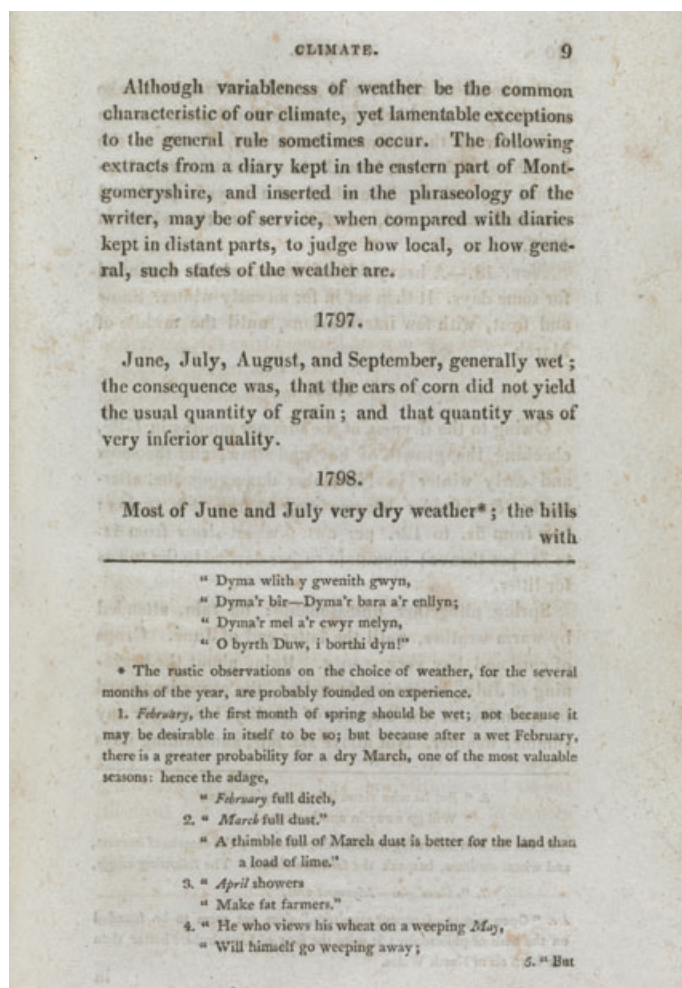 CLIMATE. 9
Although variableness of weather be the common
characteristic of our climate, yet lamentable exceptions
to the general rule sometimes occur. The following
extracts from a diary kept in the eastern part of Mont-
gomeryshire, and inserted in the phraseology of the
writer, may be of service, when compared with diaries
kept in distant parts, to judge how local, or how gene-
ral, such states of the weather are.
1797.
June, July, August, and September, generally wet;
the consequence was, that the ears of corn did not yield
the usual quantity of grain; and that quantity was of
very inferior quality.
1798.
Most of June and July very dry weather*; the hills
with
“ Dyma wlith y gwenith gwyn,
“ Dyma'r bîr—Dyma'r bara a'r enllyn;
“ Dyma'r mel a'r cwyr melyn,
“ O byrth Duw, i borthi dyn!”
* The rustic observations on the choice of weather, for the several
months of the year, are probably founded on experience.
1. February, the first month of spring should be wet; not because it
may be desirable in itself to be so; but because after a wet February,
there is a greater probability for a dry March, one of the most valuable
seasons: hence the adage,
“ February full ditch,
2. “ March full dust.”
“ A thimble full of March dust is better for the land than
a load of lime.”
3. “ April showers
“ Make fat farmers.”
4. “ He who views his wheat on a weeping May,
“ Will himself go weeping away;
5. “ But